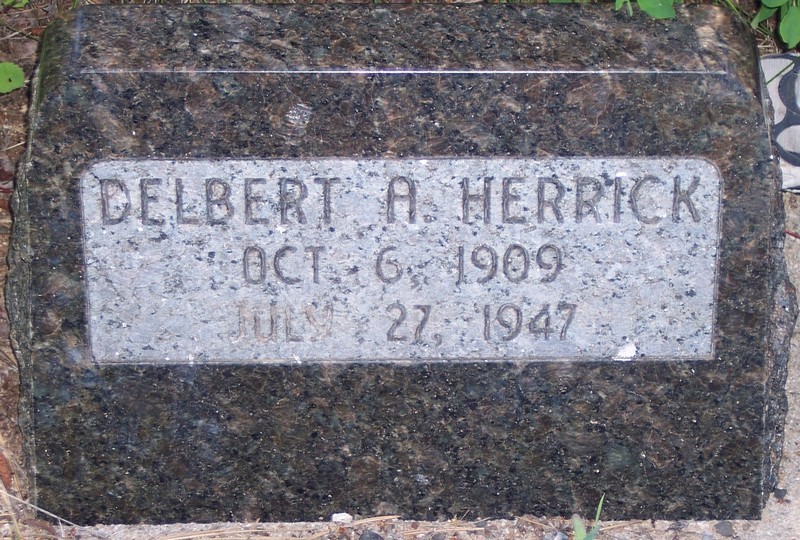 DELBERT A. HERRICK
OCT. 6, 1909
JULY 27, 1947